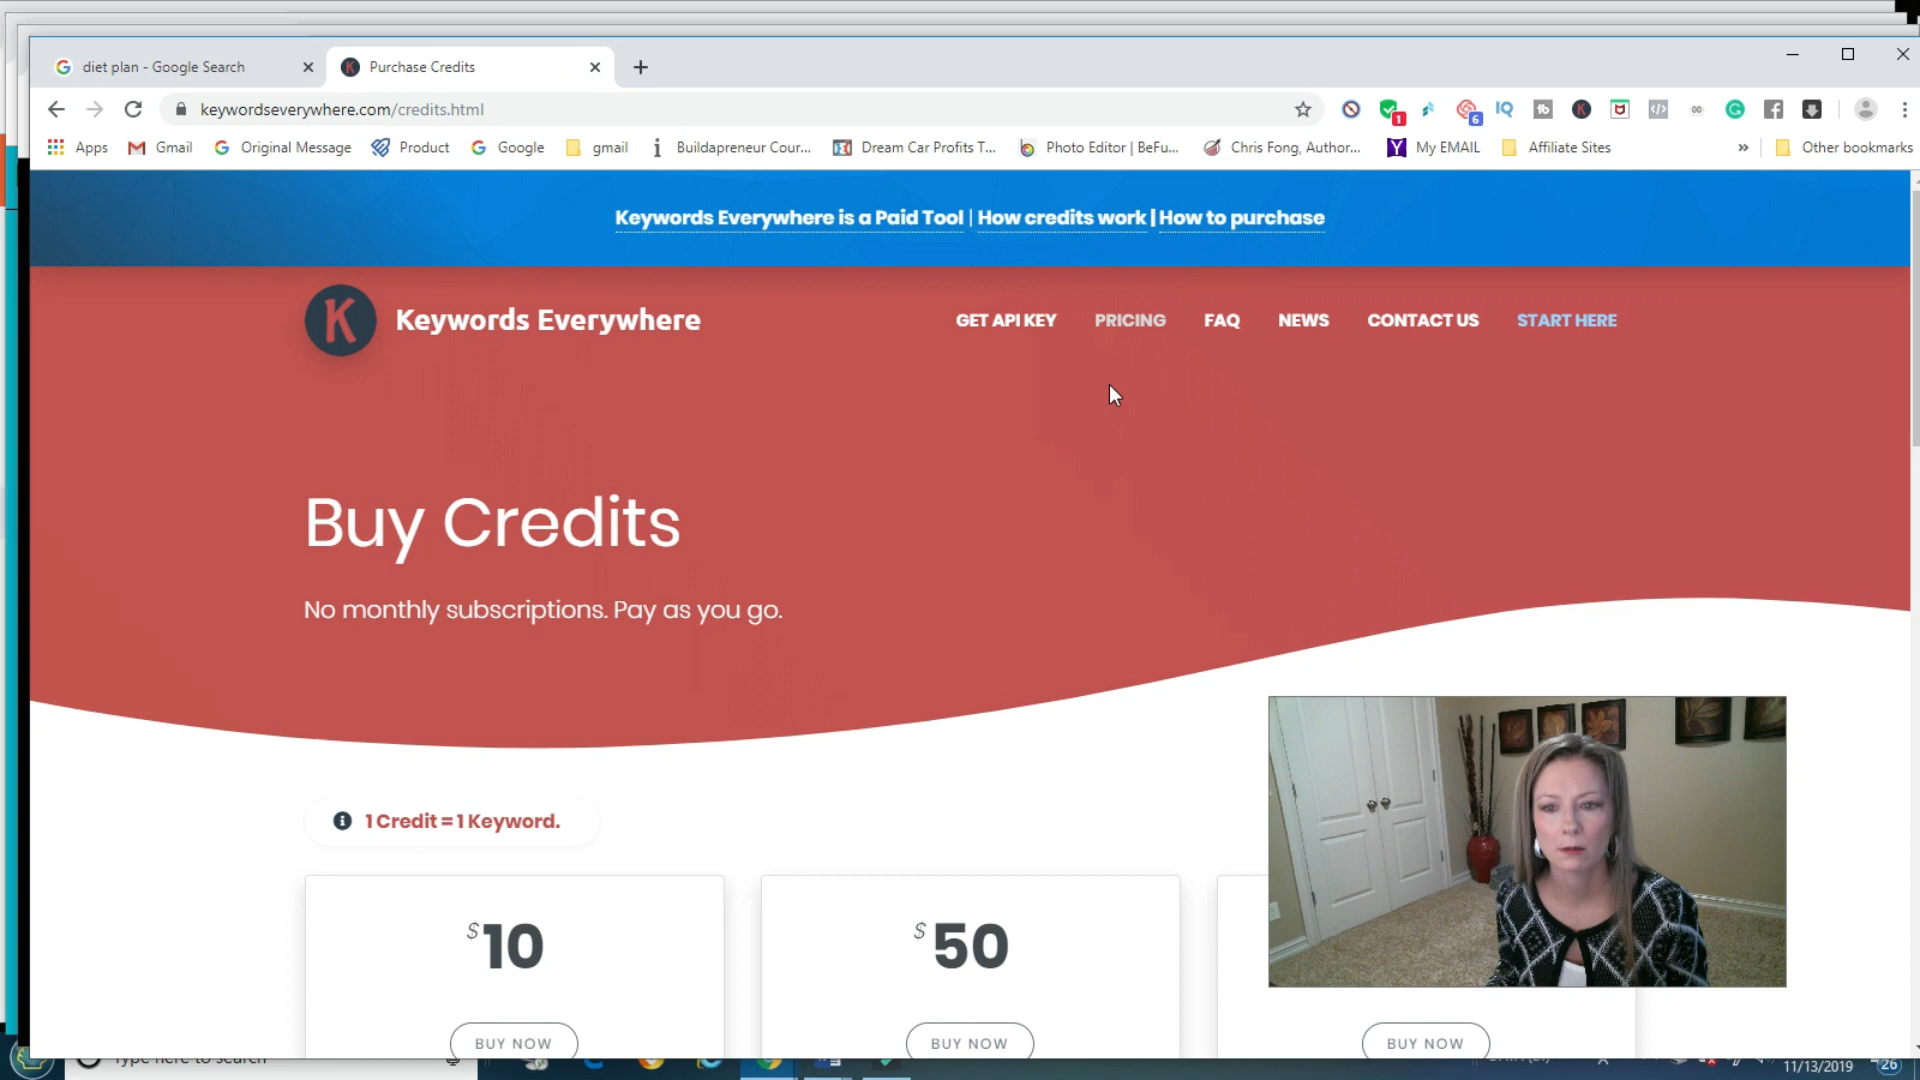 diet plan - Google Search
Purchase Credits
keywordseverywhere.com/credits.html
1
6
Apps
Gmail
Original Message
Product
Google
gmail
Buildapreneur Cour...
Dream Car Profits T...
Photo Editor | BeFu...
Chris Fong, Author...
My EMAIL
Affiliate Sites
»
Other bookmarks
Keywords Everywhere is a Paid Tool | How credits work | How to purchase
K
Keywords Everywhere
GET API KEY
PRICING
FAQ
NEWS
CONTACT US
START HERE
Buy Credits
No monthly subscriptions. Pay as you go.
1 Credit = 1 Keyword.
$10
$50
BUY NOW
BUY NOW
BUY NOW
Type here to search
11/13/2019
26